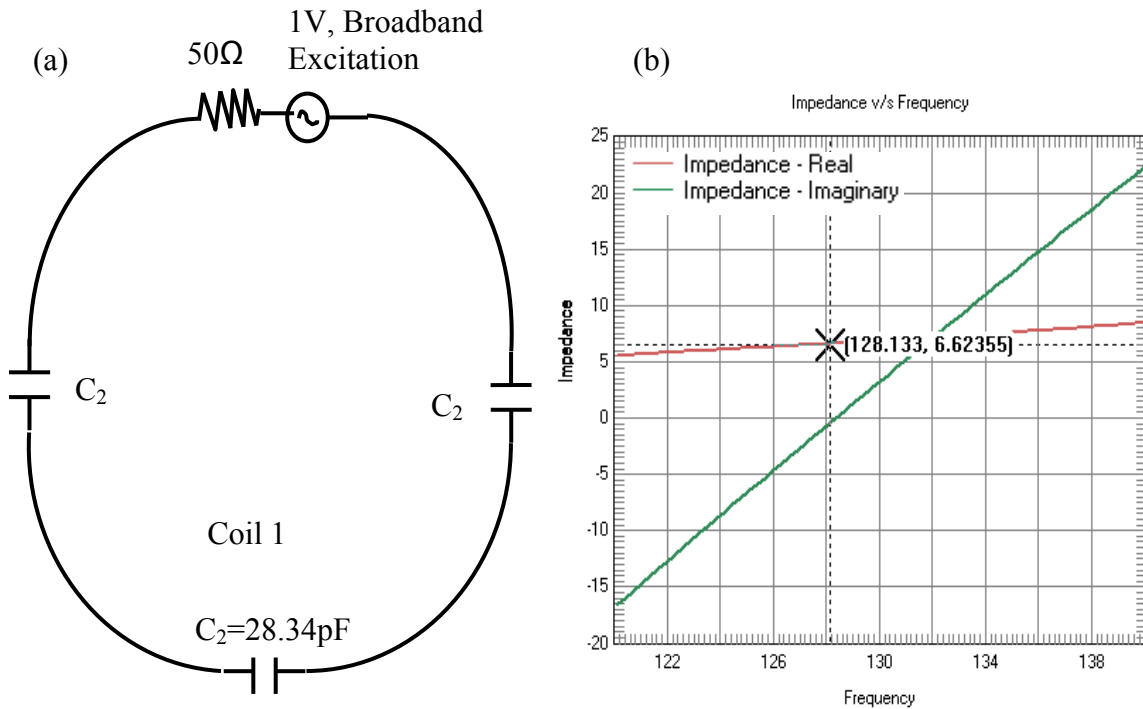 (a)
50Ω
1V, Broadband
Excitation
C₂
C₂
Coil 1
C₂=28.34pF
(b)
Impedance v/s Frequency
Impedance - Real
Impedance - Imaginary
(128.133, 6.62355)
Impedance
25
20
15
10
5
0
-5
-10
-15
-20
122
126
130
134
138
Frequency